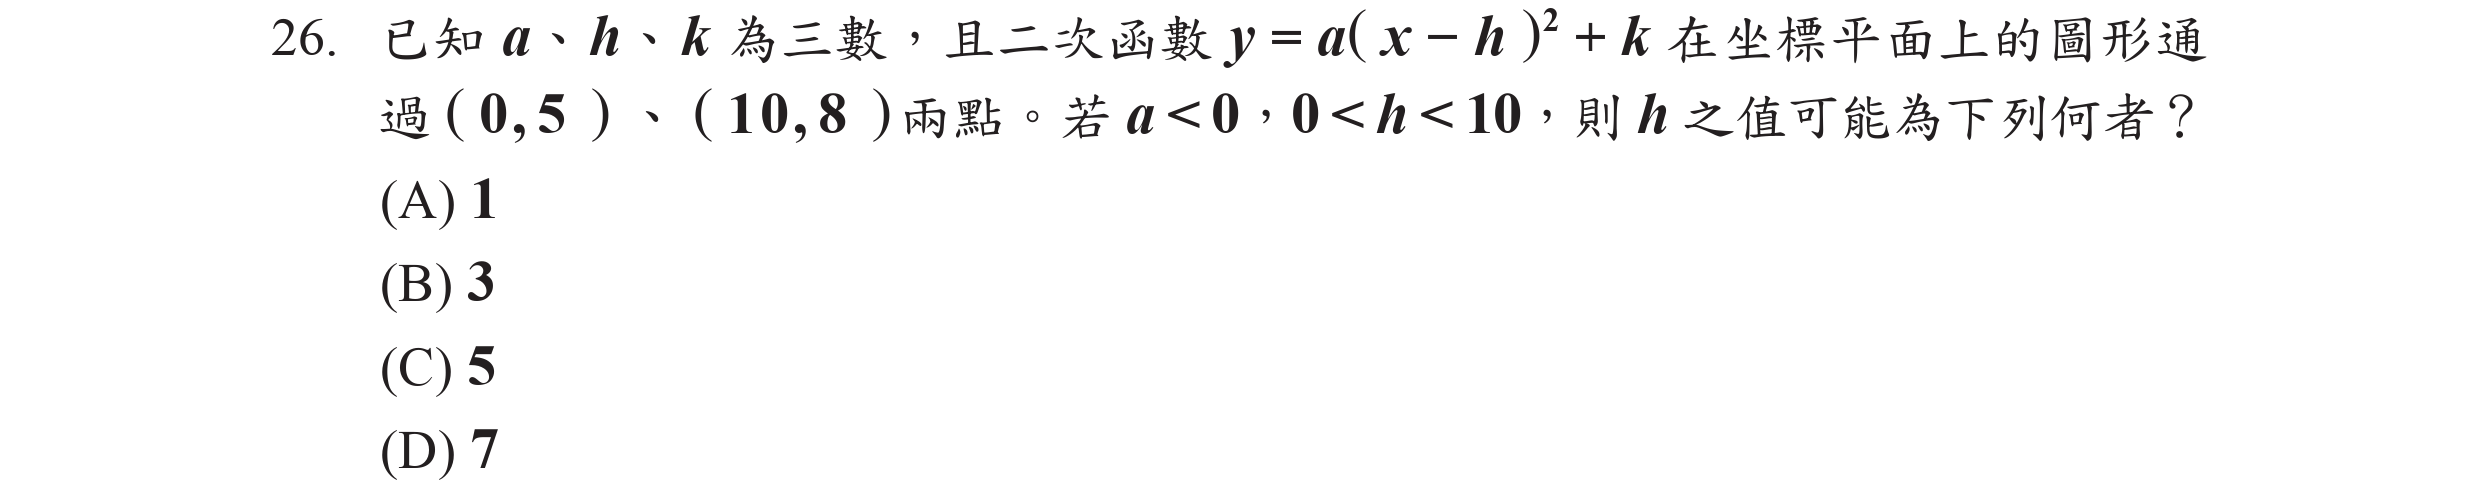 26. 已知 a、h、k 為三數，且二次函數 y = a( x − h )² + k 在坐標平面上的圖形通
過 ( 0,5 ) 、( 10,8 ) 兩點。若 a < 0，0 < h < 10，則 h 之值可能為下列何者？
(A) 1
(B) 3
(C) 5
(D) 7